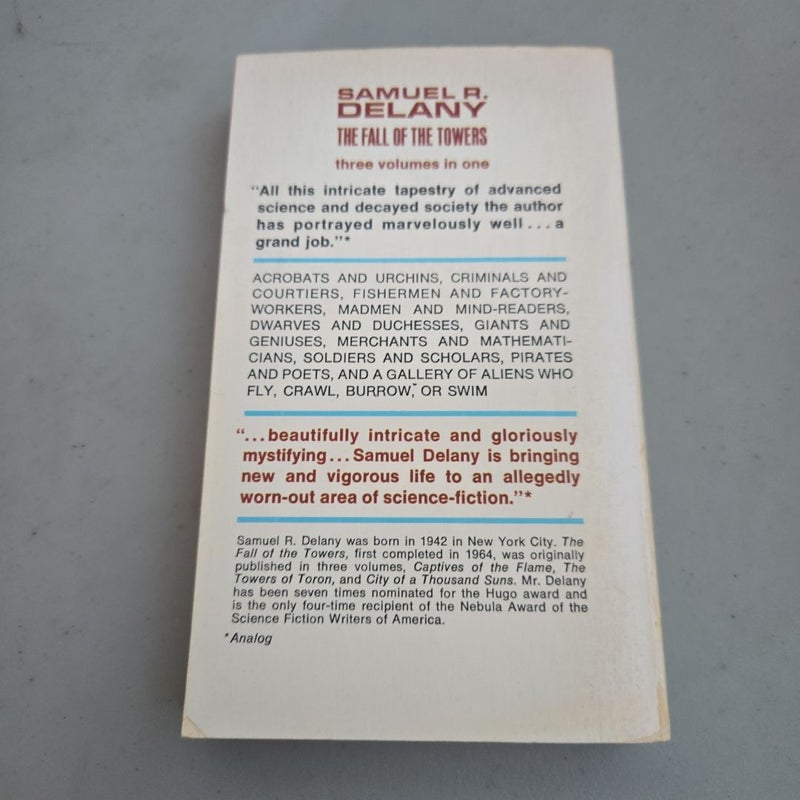 SAMUEL R.
DELANY
THE FALL OF THE TOWERS
three volumes in one
"All this intricate tapestry of advanced
science and decayed society the author
has portrayed marvelously well...a
grand job."*
ACROBATS AND URCHINS, CRIMINALS AND
COURTIERS, FISHERMEN AND FACTORY-
WORKERS, MADMEN AND MIND-READERS,
DWARVES AND DUCHESSES, GIANTS AND
GENIUSES, MERCHANTS AND MATHEMATI-
CIANS, SOLDIERS AND SCHOLARS, PIRATES
AND POETS, AND A GALLERY OF ALIENS WHO
FLY, CRAWL, BURROW, OR SWIM
"...beautifully intricate and gloriously
mystifying...Samuel Delany is bringing
new and vigorous life to an allegedly
worn-out area of science-fiction."*
Samuel R. Delany was born in 1942 in New York City. The
Fall of the Towers, first completed in 1964, was originally
published in three volumes, Captives of the Flame, The
Towers of Toron, and City of a Thousand Suns. Mr. Delany
has been seven times nominated for the Hugo award and
is the only four-time recipient of the Nebula Award of the
Science Fiction Writers of America.
*Analog